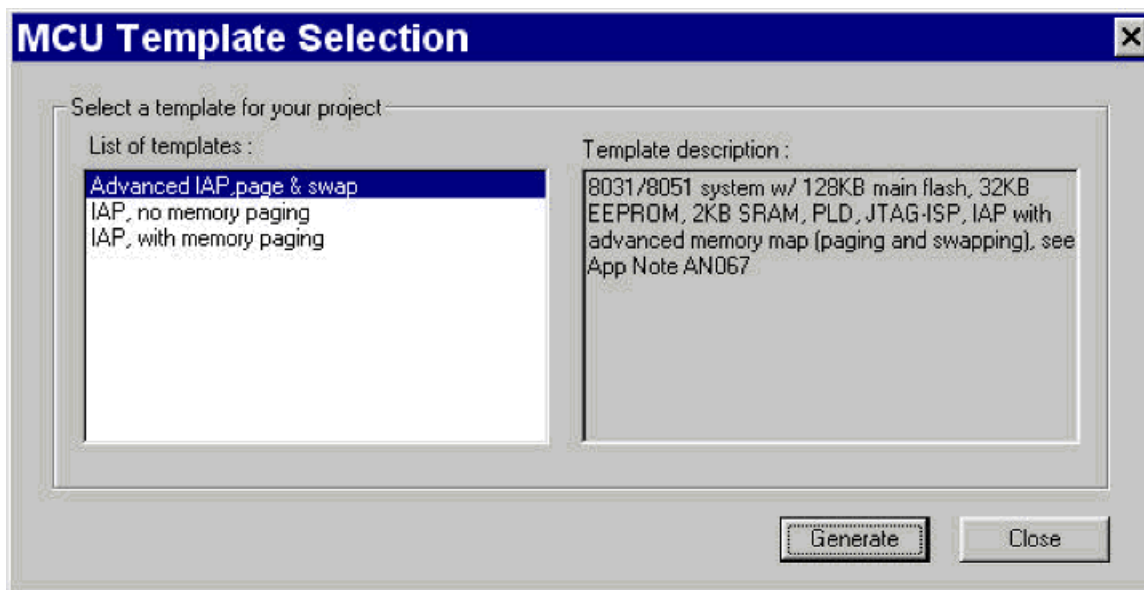 MCU Template Selection
Select a template for your project
List of templates :
Advanced IAP,page & swap
IAP, no memory paging
IAP, with memory paging
Template description :
8031/8051 system w/ 128KB main flash, 32KB
EEPROM, 2KB SRAM, PLD, JTAG-ISP, IAP with
advanced memory map (paging and swapping), see
App Note AN067
Generate
Close